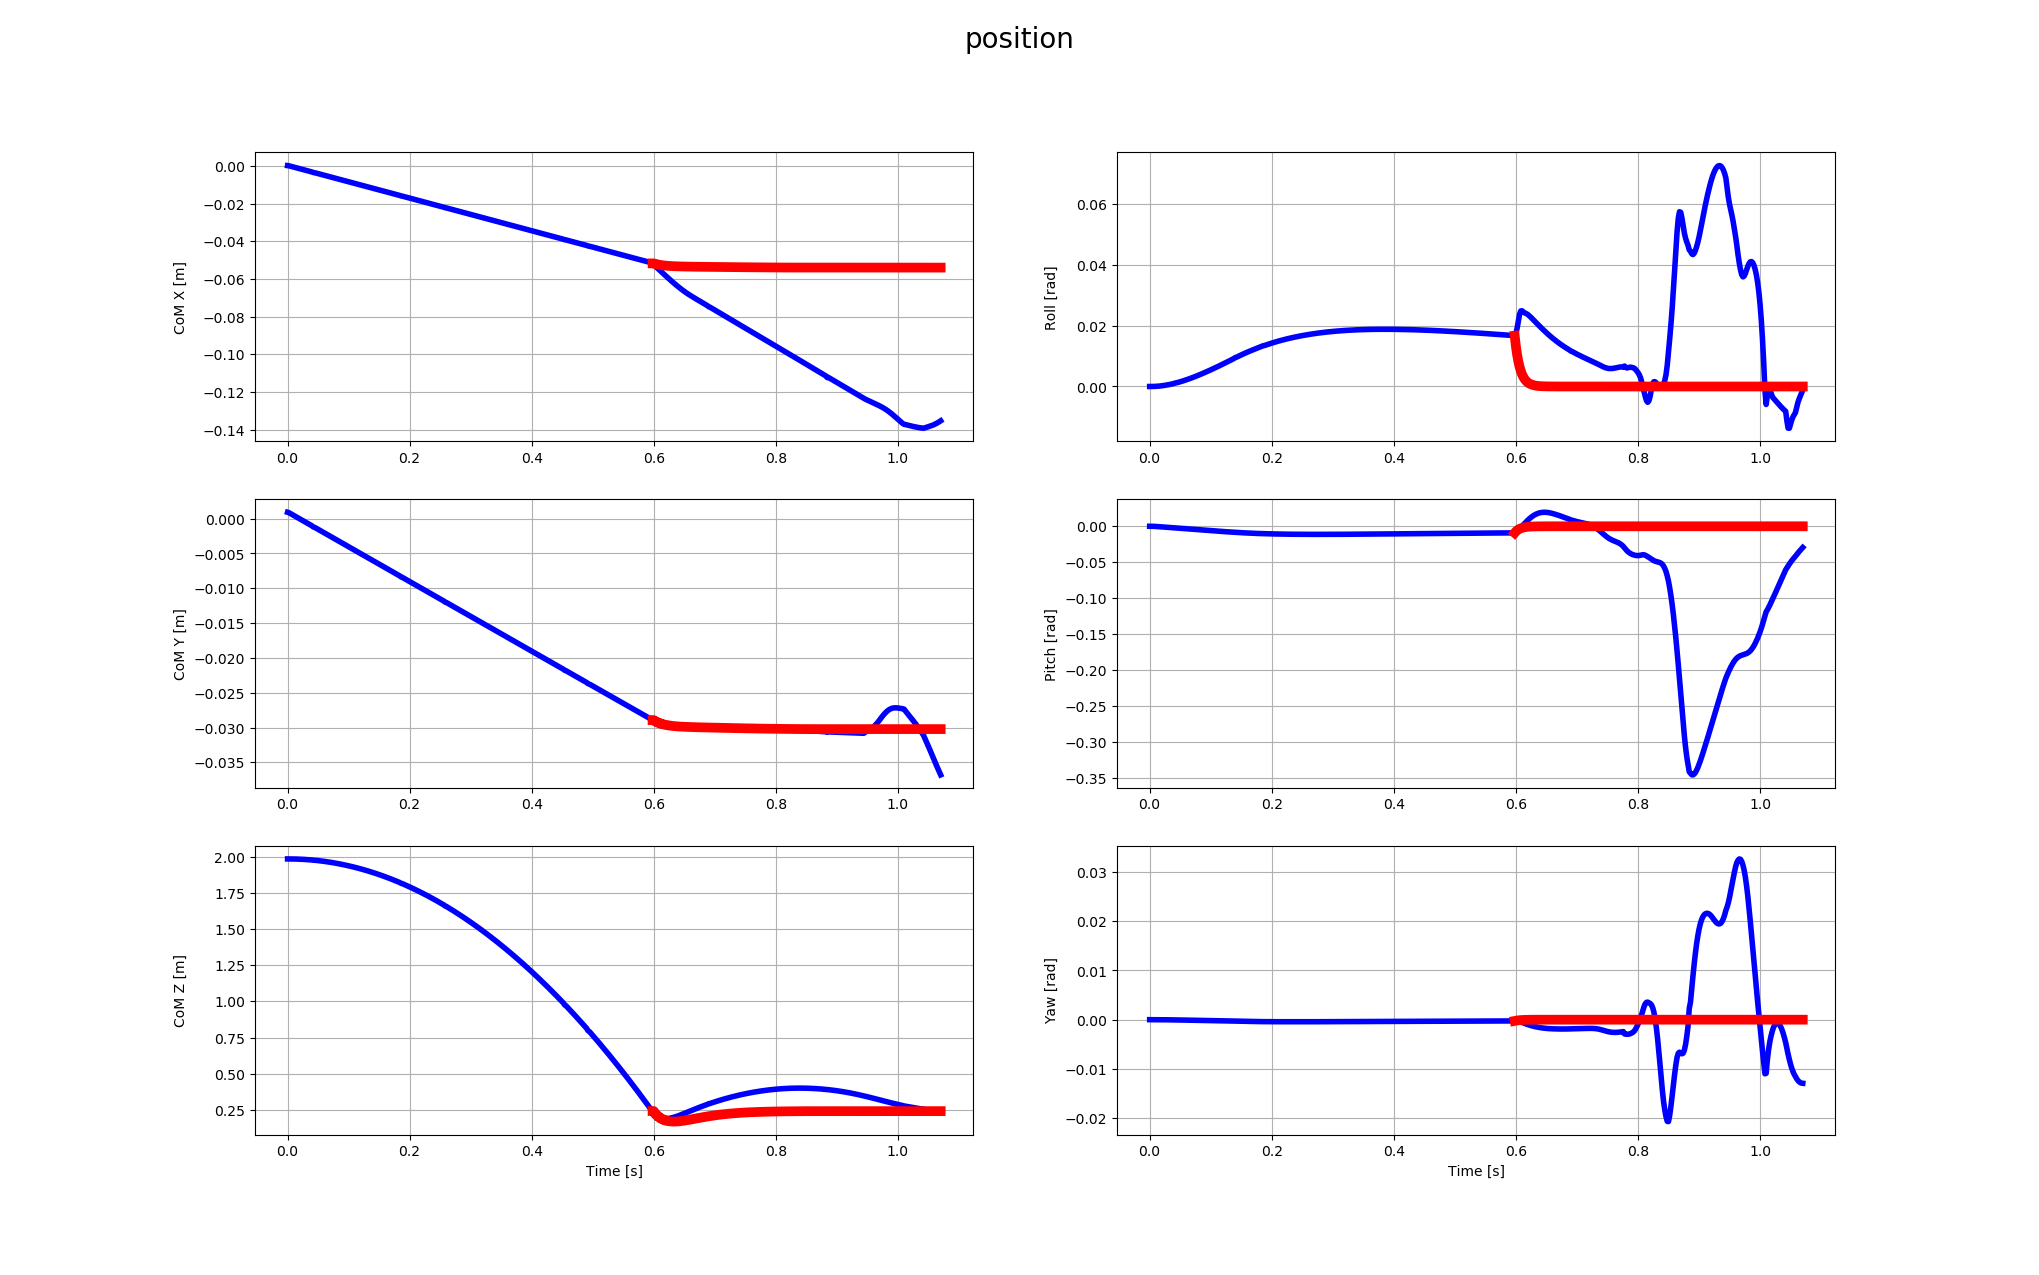 position
CoM X [m]
0.00
−0.02
−0.04
−0.06
−0.08
−0.10
−0.12
−0.14
0.0 0.2 0.4 0.6 0.8 1.0
Roll [rad]
0.06
0.04
0.02
0.00
0.0 0.2 0.4 0.6 0.8 1.0
CoM Y [m]
0.000
−0.005
−0.010
−0.015
−0.020
−0.025
−0.030
−0.035
0.0 0.2 0.4 0.6 0.8 1.0
Pitch [rad]
0.00
−0.05
−0.10
−0.15
−0.20
−0.25
−0.30
−0.35
0.0 0.2 0.4 0.6 0.8 1.0
CoM Z [m]
2.00
1.75
1.50
1.25
1.00
0.75
0.50
0.25
0.0 0.2 0.4 0.6 0.8 1.0
Time [s]
Yaw [rad]
0.03
0.02
0.01
0.00
−0.01
−0.02
0.0 0.2 0.4 0.6 0.8 1.0
Time [s]